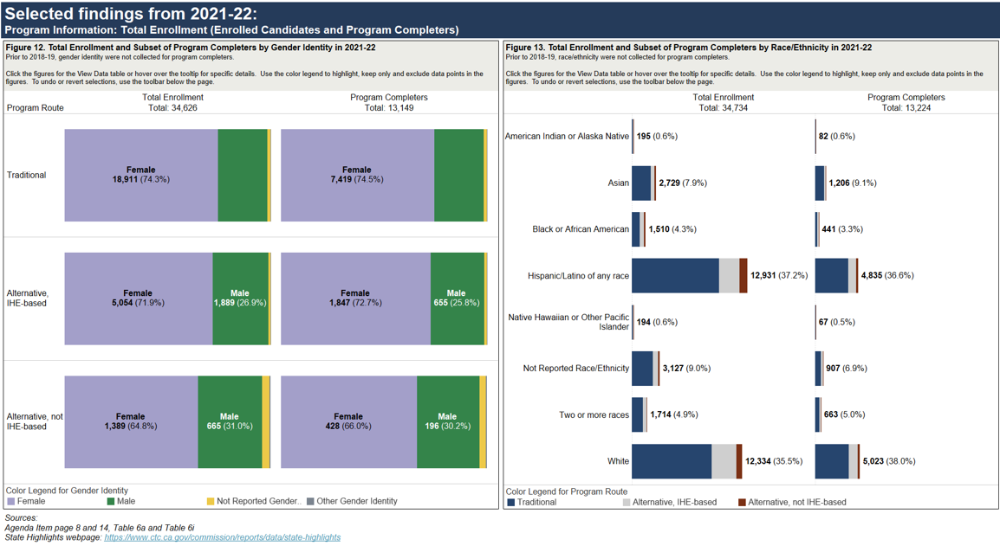 Selected findings from 2021-22:
Program Information: Total Enrollment (Enrolled Candidates and Program Completers)
Figure 12. Total Enrollment and Subset of Program Completers by Gender Identity in 2021-22
Prior to 2018-19, gender identity were not collected for program completers.
Click the figures for the View Data table or hover over the tooltip for specific details. Use the color legend to highlight, keep only and exclude data points in the
figures. To undo or revert selections, use the toolbar below the page.
Total Enrollment
Program Completers
Program Route
Total: 34,626
Total: 13,149
Traditional
Female
18,911 (74.3%)
Female
7,419 (74.5%)
Alternative,
IHE-based
Female
5,054 (71.9%)
Male
1,889 (26.9%)
Female
1,847 (72.7%)
Male
655 (25.8%)
Alternative, not
IHE-based
Female
1,389 (64.8%)
Male
665 (31.0%)
Female
428 (66.0%)
Male
196 (30.2%)
Color Legend for Gender Identity
Female
Male
Not Reported Gender..
Other Gender Identity
Figure 13. Total Enrollment and Subset of Program Completers by Race/Ethnicity in 2021-22
Prior to 2018-19, race/ethnicity were not collected for program completers.
Click the figures for the View Data table or hover over the tooltip for specific details. Use the color legend to highlight, keep only and exclude data points in the
figures. To undo or revert selections, use the toolbar below the page.
Total Enrollment
Program Completers
Total: 34,734
Total: 13,224
American Indian or Alaska Native
195 (0.6%)
82 (0.6%)
Asian
2,729 (7.9%)
1,206 (9.1%)
Black or African American
1,510 (4.3%)
441 (3.3%)
Hispanic/Latino of any race
12,931 (37.2%)
4,835 (36.6%)
Native Hawaiian or Other Pacific
Islander
194 (0.6%)
67 (0.5%)
Not Reported Race/Ethnicity
3,127 (9.0%)
907 (6.9%)
Two or more races
1,714 (4.9%)
663 (5.0%)
White
12,334 (35.5%)
5,023 (38.0%)
Color Legend for Program Route
Traditional
Alternative, IHE-based
Alternative, not IHE-based
Sources:
Agenda Item page 8 and 14, Table 6a and Table 6i
State Highlights webpage: https://www.ctc.ca.gov/commission/reports/data/state-highlights